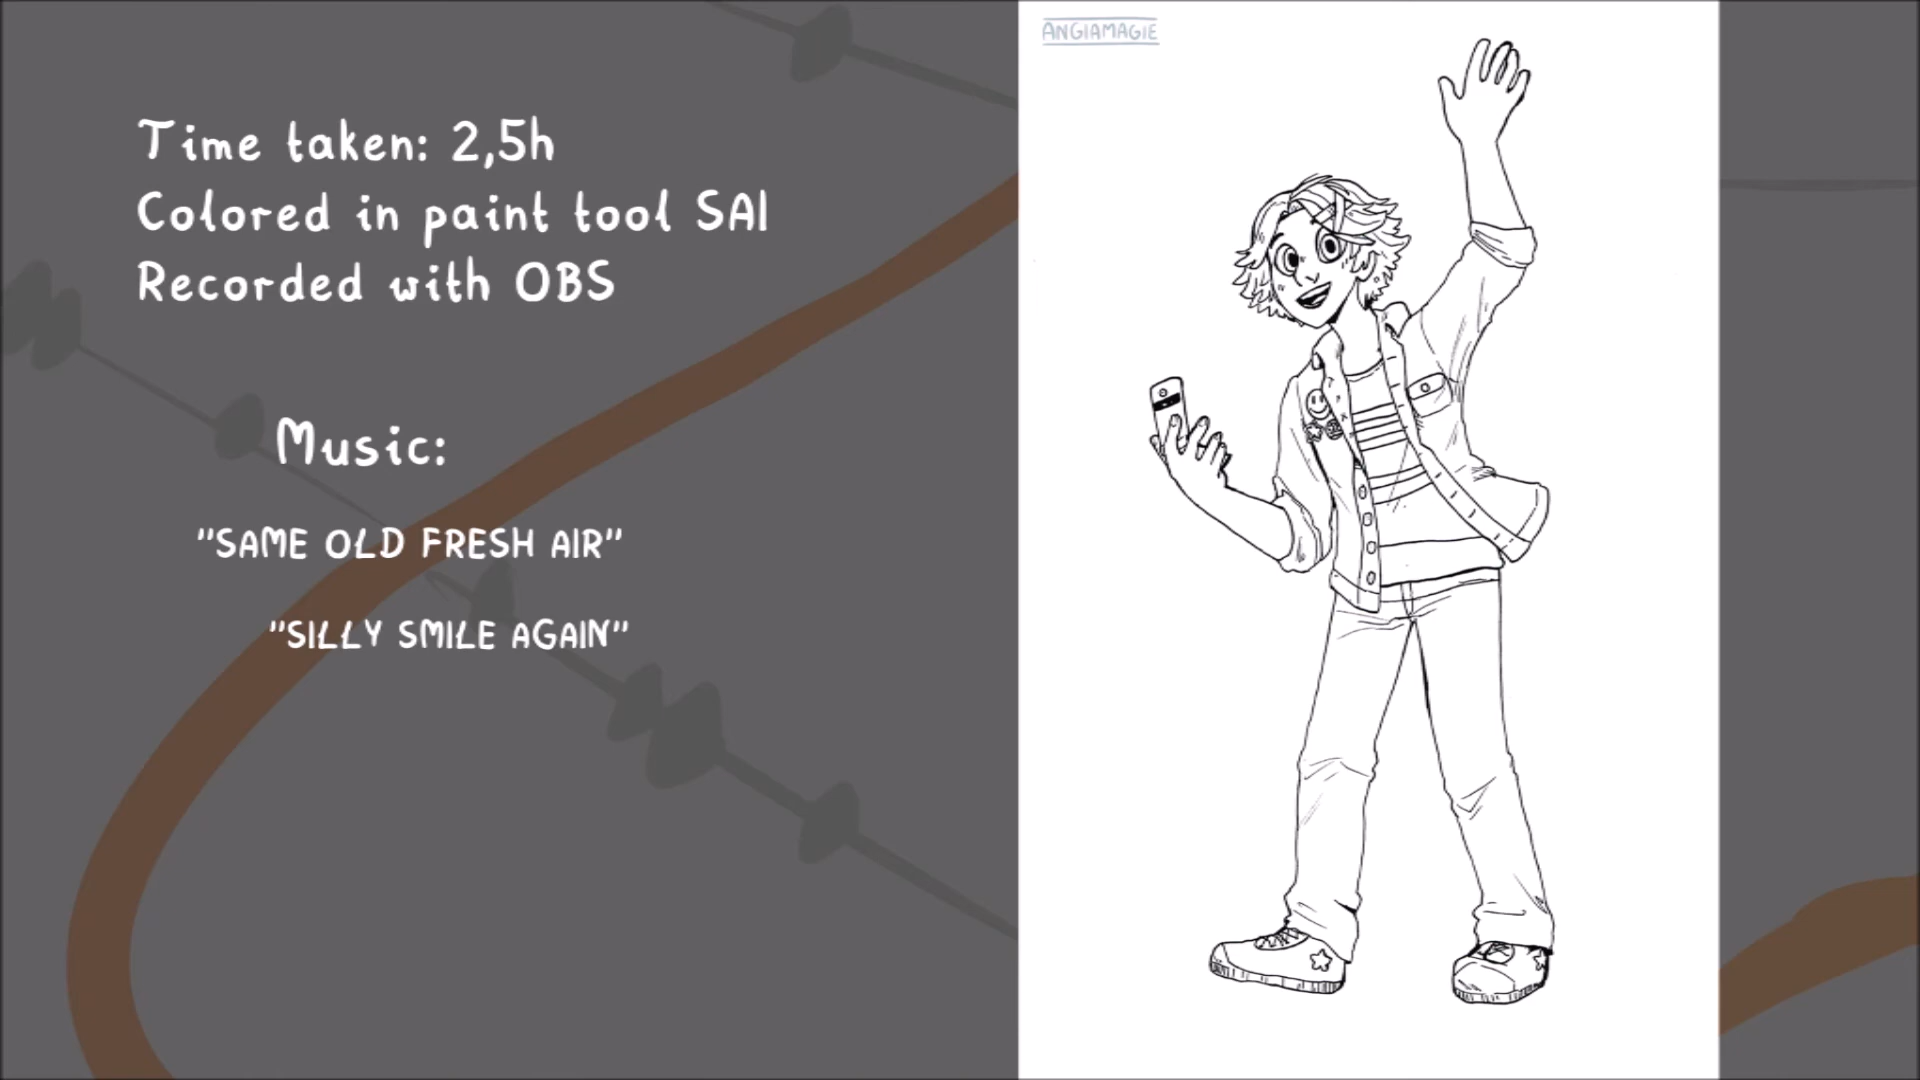 ANGIAMAGIE
Time taken: 2,5h
Colored in paint tool SAI
Recorded with OBS
Music:
"SAME OLD FRESH AIR"
"SILLY SMILE AGAIN"